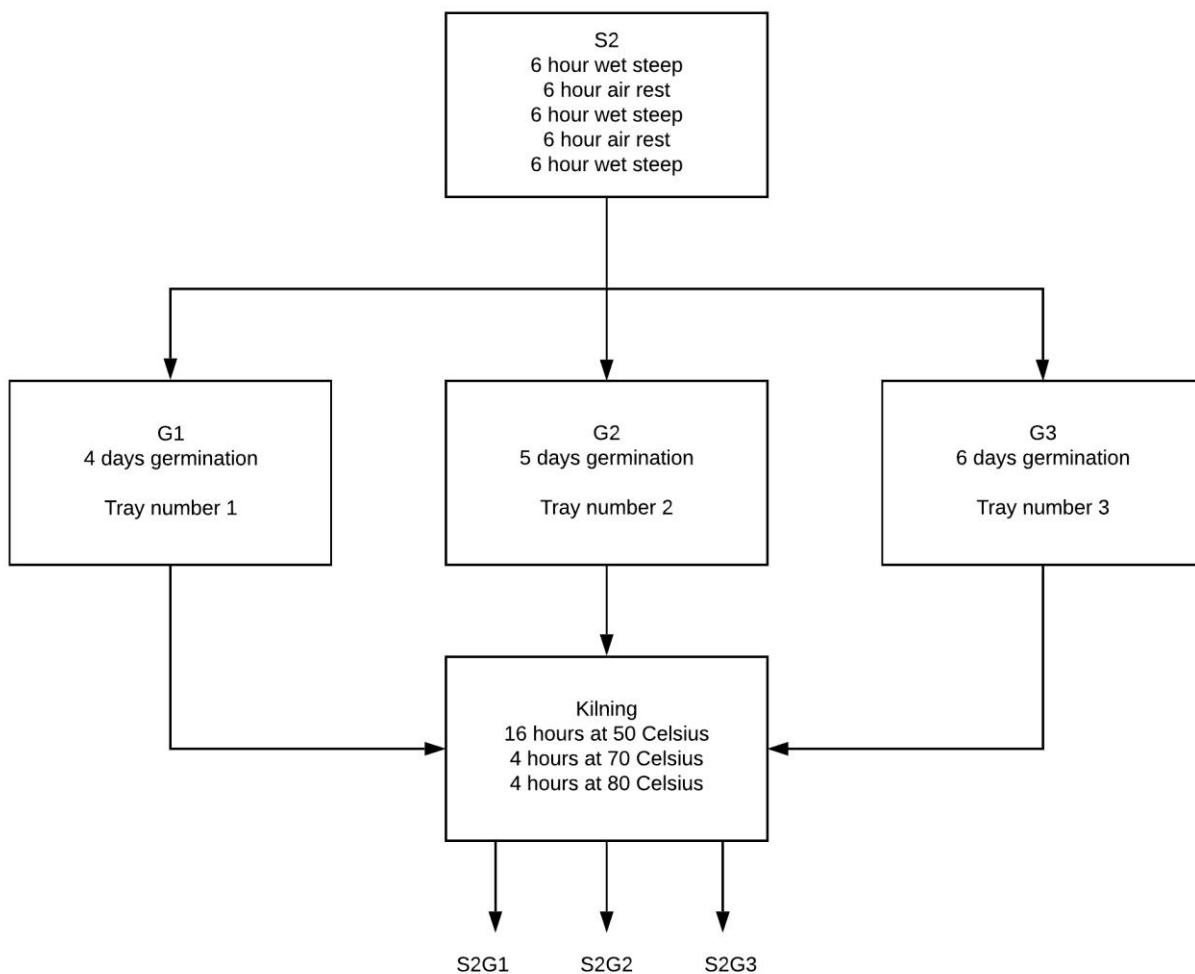 S2
6 hour wet steep
6 hour air rest
6 hour wet steep
6 hour air rest
6 hour wet steep
G1
4 days germination
Tray number 1
G2
5 days germination
Tray number 2
G3
6 days germination
Tray number 3
Kilning
16 hours at 50 Celsius
4 hours at 70 Celsius
4 hours at 80 Celsius
S2G1
S2G2
S2G3